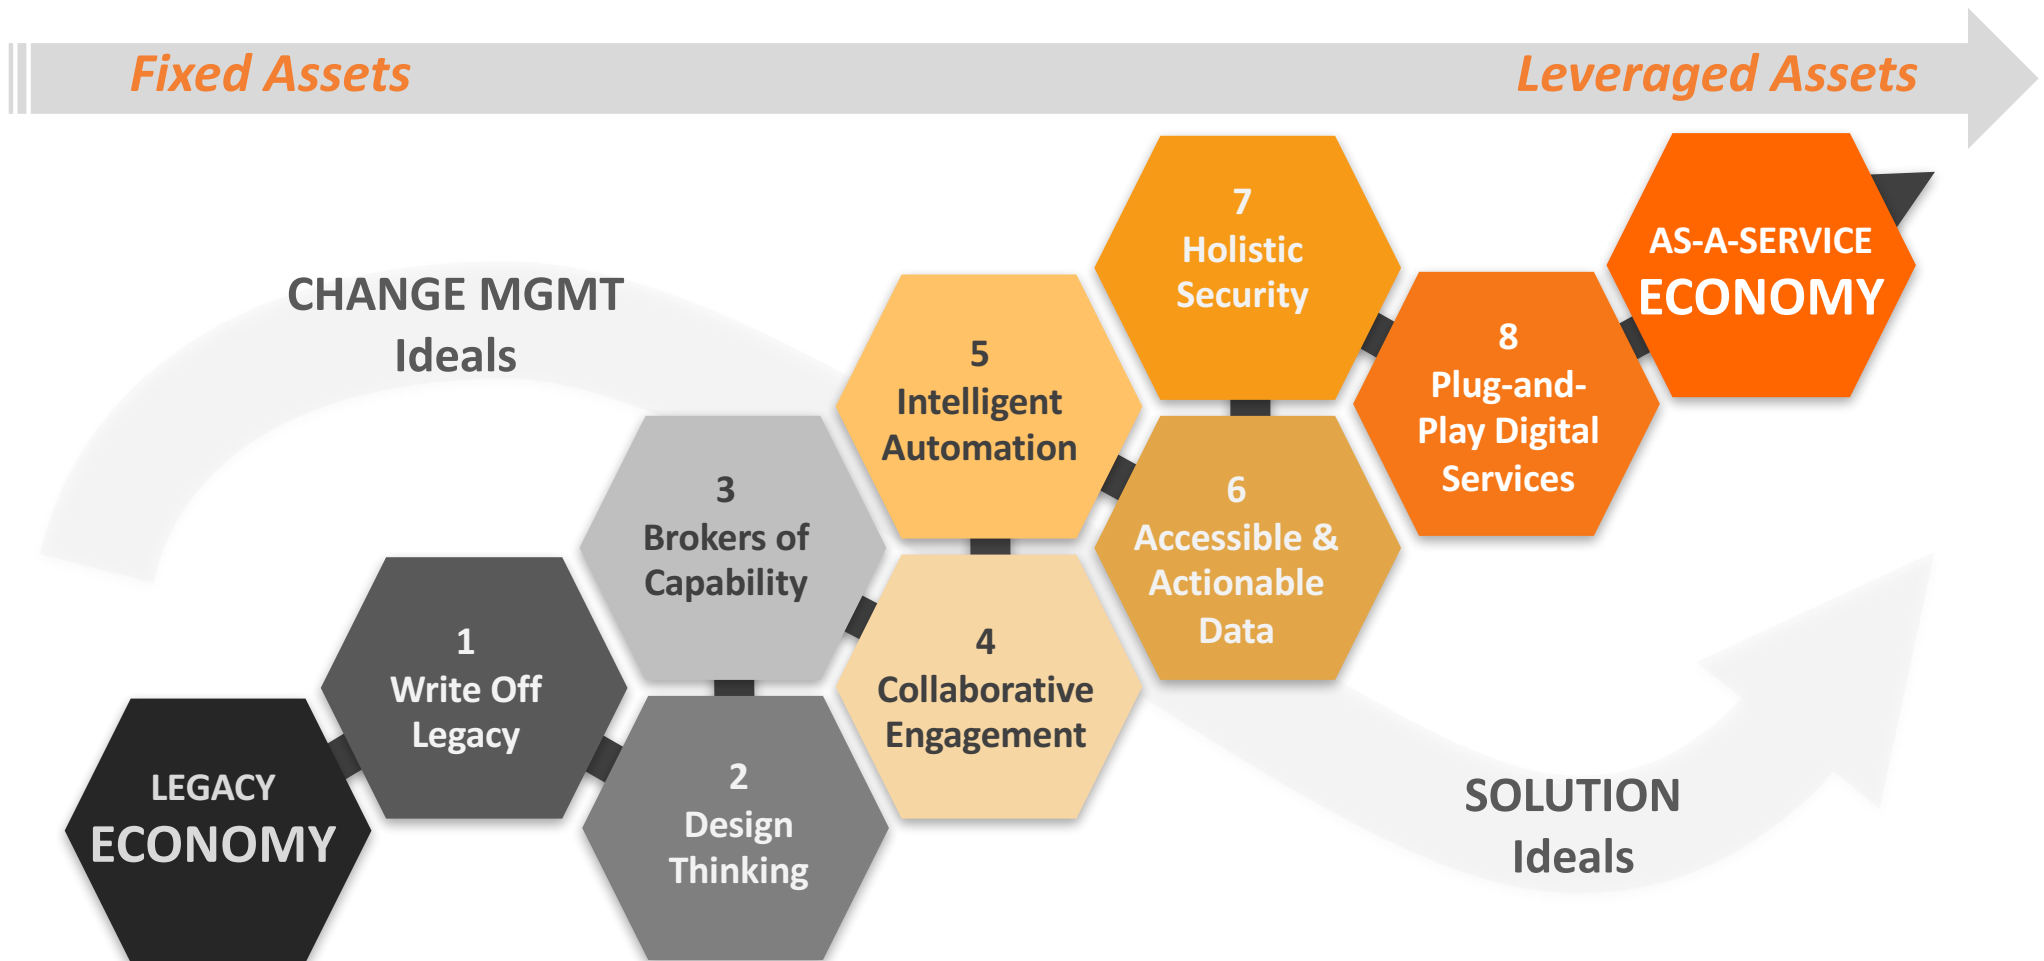 Fixed Assets
Leveraged Assets
CHANGE MGMT
Ideals
LEGACY
ECONOMY
1
Write Off
Legacy
2
Design
Thinking
3
Brokers of
Capability
4
Collaborative
Engagement
5
Intelligent
Automation
6
Accessible &
Actionable
Data
7
Holistic
Security
8
Plug-and-
Play Digital
Services
AS-A-SERVICE
ECONOMY
SOLUTION
Ideals